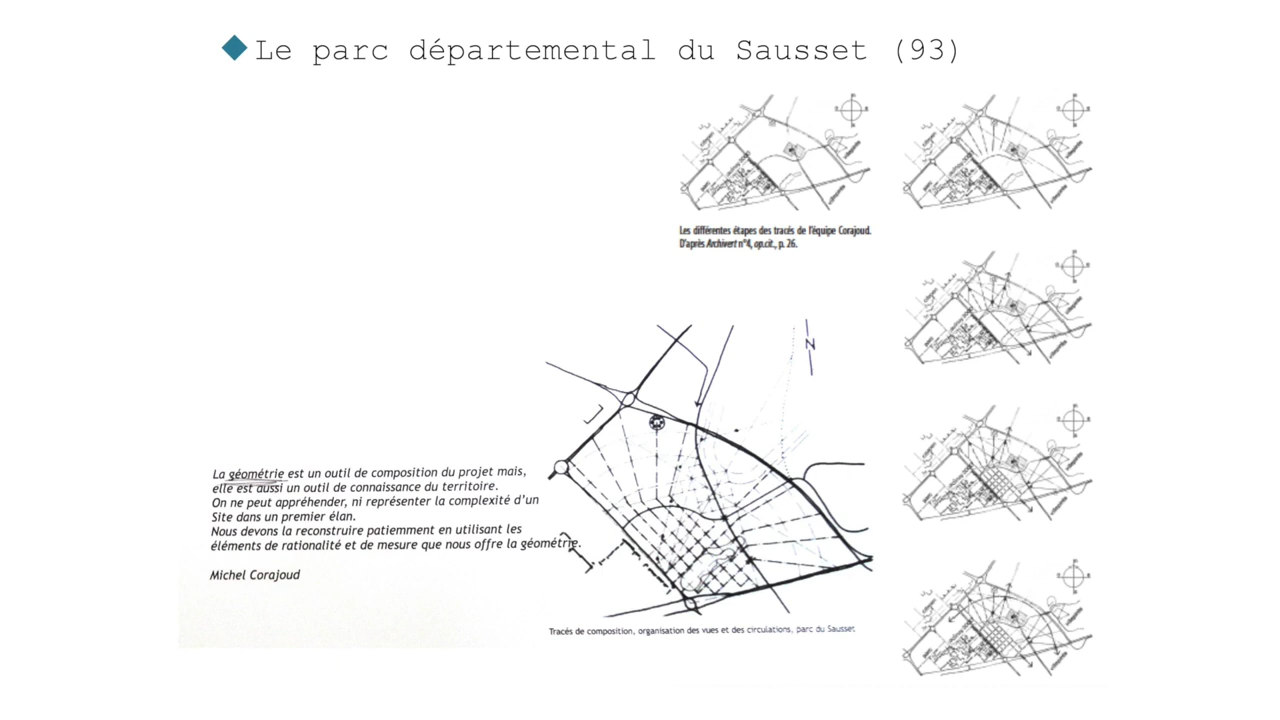 Le parc départemental du Sausset (93)
Les différentes étapes des tracés de l'équipe Corajoud.
D'après Archivert n°4, op.cit., p. 26.
N
La géométrie est un outil de composition du projet mais,
elle est aussi un outil de connaissance du territoire.
On ne peut appréhender, ni représenter la complexité d'un
Site dans un premier élan.
Nous devons la reconstruire patiemment en utilisant les
éléments de rationalité et de mesure que nous offre la géométrie.
Michel Corajoud
Tracés de composition, organisation des vues et des circulations, parc du Sausset